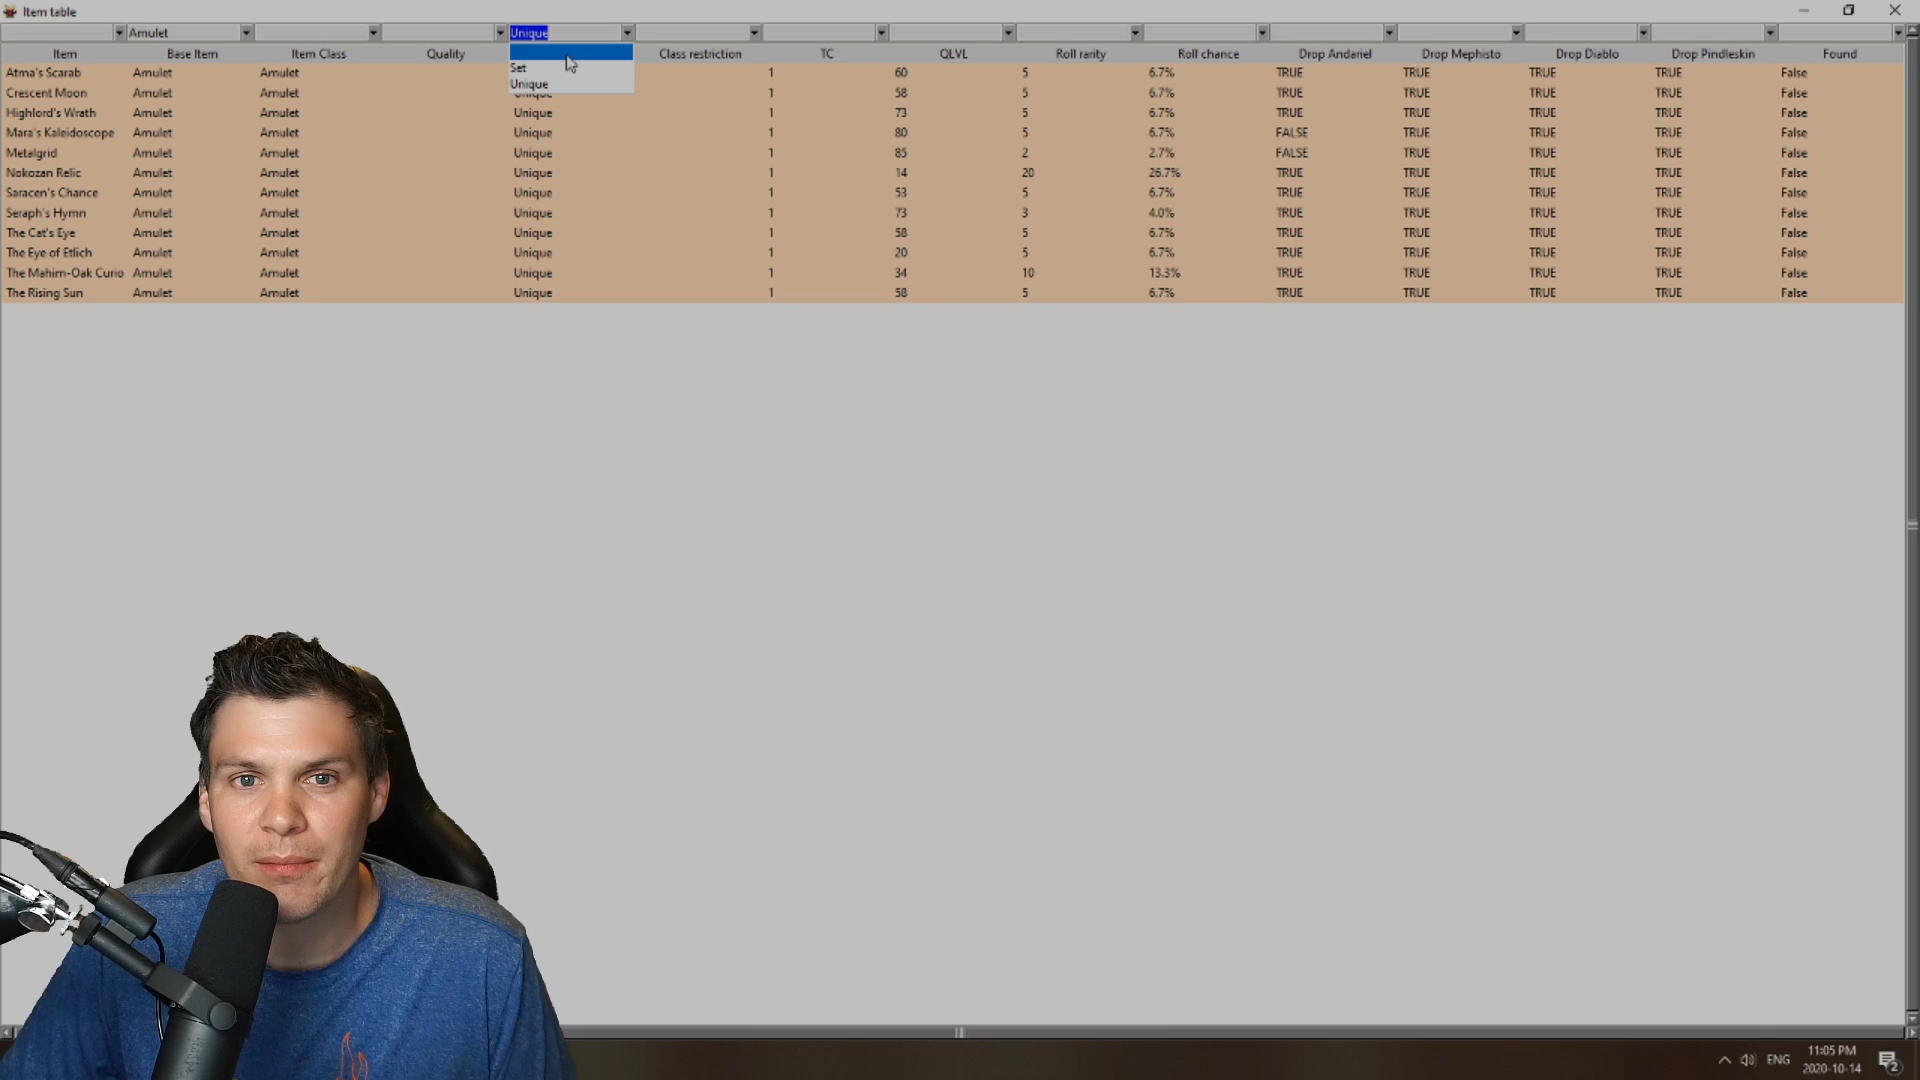 Item table
Amulet Unique
Item Base Item Item Class Quality Class restriction TC QLVL Roll rarity Roll chance Drop Andariel Drop Mephisto Drop Diablo Drop Pindleskin Found
Set
Unique
Atma's Scarab Amulet Amulet 1 60 5 6.7% TRUE TRUE TRUE TRUE False
Crescent Moon Amulet Amulet Unique 1 58 5 6.7% TRUE TRUE TRUE TRUE False
Highlord's Wrath Amulet Amulet Unique 1 73 5 6.7% TRUE TRUE TRUE TRUE False
Mara's Kaleidoscope Amulet Amulet Unique 1 80 5 6.7% FALSE TRUE TRUE TRUE False
Metalgrid Amulet Amulet Unique 1 85 2 2.7% FALSE TRUE TRUE TRUE False
Nokozan Relic Amulet Amulet Unique 1 14 20 26.7% TRUE TRUE TRUE TRUE False
Saracen's Chance Amulet Amulet Unique 1 53 5 6.7% TRUE TRUE TRUE TRUE False
Seraph's Hymn Amulet Amulet Unique 1 73 3 4.0% TRUE TRUE TRUE TRUE False
The Cat's Eye Amulet Amulet Unique 1 58 5 6.7% TRUE TRUE TRUE TRUE False
The Eye of Etlich Amulet Amulet Unique 1 20 5 6.7% TRUE TRUE TRUE TRUE False
The Mahim-Oak Curio Amulet Amulet Unique 1 34 10 13.3% TRUE TRUE TRUE TRUE False
The Rising Sun Amulet Amulet Unique 1 58 5 6.7% TRUE TRUE TRUE TRUE False
ENG
11:05 PM
2020-10-14
2